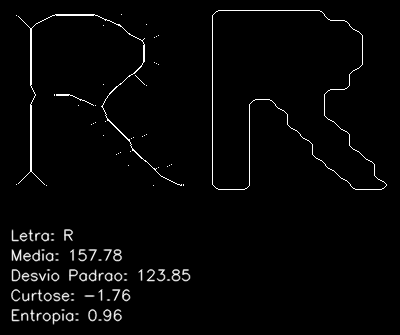 R R
Letra: R
Media: 157.78
Desvio Padrao: 123.85
Curtose: −1.76
Entropia: 0.96